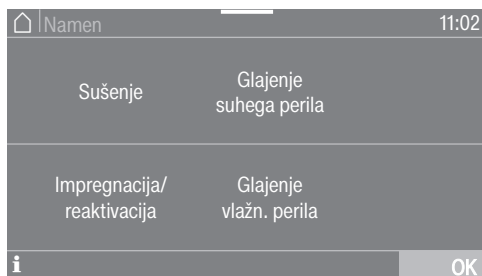 Namen
11:02
Sušenje
Glajenje
suhega perila
Impregnacija/
reaktivacija
Glajenje
vlažn. perila
i
OK